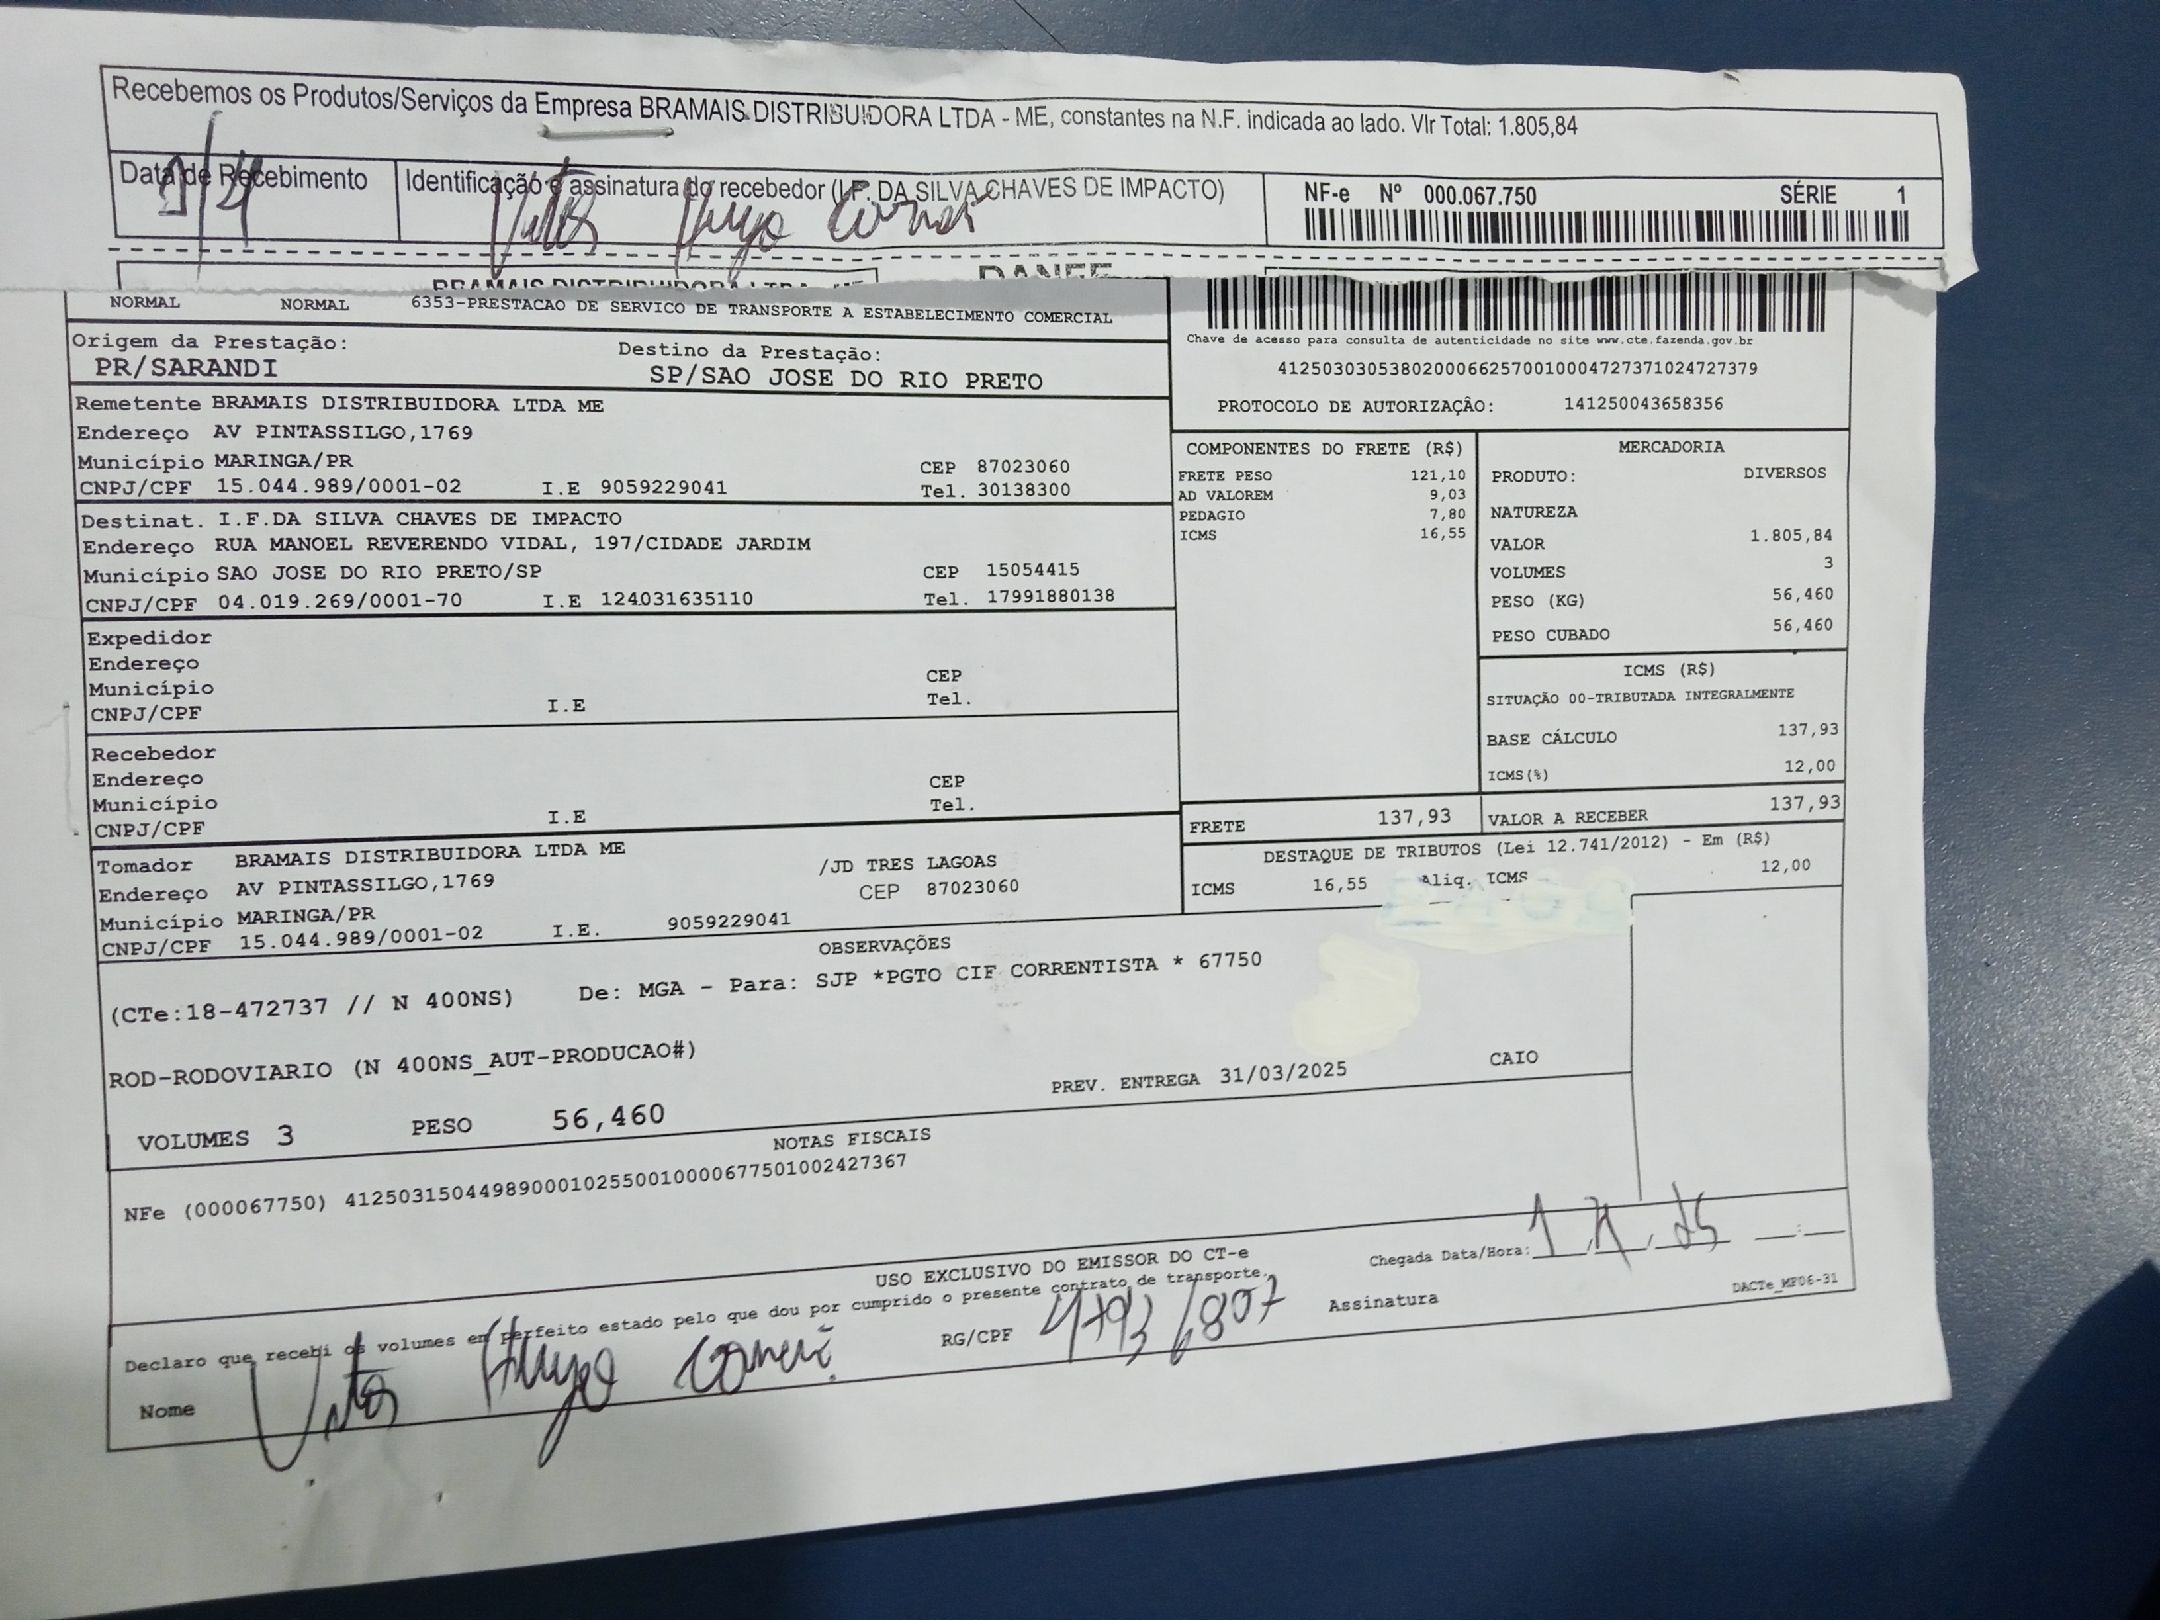 Recebemos os Produtos/Serviços da Empresa BRAMAIS DISTRIBUIDORA LTDA - ME, constantes na N.F. indicada ao lado. Vlr Total: 1.805,84
Data de Recebimento
Identificação e assinatura do recebedor (I.F. DA SILVA CHAVES DE IMPACTO)
Hugo
NF-e Nº 000.067.750 SÉRIE 1
BRAMAIS DISTRIBUIDORA LTDA - ME
DANFE
NORMAL NORMAL 6353-PRESTACAO DE SERVICO DE TRANSPORTE A ESTABELECIMENTO COMERCIAL
Origem da Prestação:
PR/SARANDI
Destino da Prestação:
SP/SAO JOSE DO RIO PRETO
Chave de acesso para consulta de autenticidade no site www.cte.fazenda.gov.br
41250303053802000662570010004727371024727379
PROTOCOLO DE AUTORIZAÇÃO: 141250043658356
Remetente BRAMAIS DISTRIBUIDORA LTDA ME
Endereço AV PINTASSILGO,1769
Município MARINGA/PR CEP 87023060
CNPJ/CPF 15.044.989/0001-02 I.E 9059229041 Tel. 30138300
Destinat. I.F.DA SILVA CHAVES DE IMPACTO
Endereço RUA MANOEL REVERENDO VIDAL, 197/CIDADE JARDIM
Município SAO JOSE DO RIO PRETO/SP CEP 15054415
CNPJ/CPF 04.019.269/0001-70 I.E 124031635110 Tel. 17991880138
Expedidor
Endereço
Município CEP
CNPJ/CPF I.E Tel.
Recebedor
Endereço
Município CEP
CNPJ/CPF I.E Tel.
Tomador BRAMAIS DISTRIBUIDORA LTDA ME
Endereço AV PINTASSILGO,1769 /JD TRES LAGOAS
Município MARINGA/PR CEP 87023060
CNPJ/CPF 15.044.989/0001-02 I.E. 9059229041
COMPONENTES DO FRETE (R$)
FRETE PESO 121,10
AD VALOREM 9,03
PEDAGIO 7,80
ICMS 16,55
MERCADORIA
PRODUTO: DIVERSOS
NATUREZA
VALOR 1.805,84
VOLUMES 3
PESO (KG) 56,460
PESO CUBADO 56,460
ICMS (R$)
SITUAÇÃO 00-TRIBUTADA INTEGRALMENTE
BASE CÁLCULO 137,93
ICMS(%) 12,00
FRETE 137,93 VALOR A RECEBER 137,93
DESTAQUE DE TRIBUTOS (Lei 12.741/2012) - Em (R$)
ICMS 16,55 Aliq. ICMS 12,00
OBSERVAÇÕES
(CTe:18-472737 // N 400NS) De: MGA - Para: SJP *PGTO CIF CORRENTISTA * 67750
ROD-RODOVIARIO (N 400NS_AUT-PRODUCAO#)
PREV. ENTREGA 31/03/2025 CAIO
VOLUMES 3 PESO 56,460
NOTAS FISCAIS
NFe (000067750) 41250315044989000102550010000677501002427367
USO EXCLUSIVO DO EMISSOR DO CT-e
Chegada Data/Hora:
DACTe_MF06-31
Declaro que recebi os volumes em perfeito estado pelo que dou por cumprido o presente contrato de transporte.
Nome Hugo
RG/CPF
Assinatura